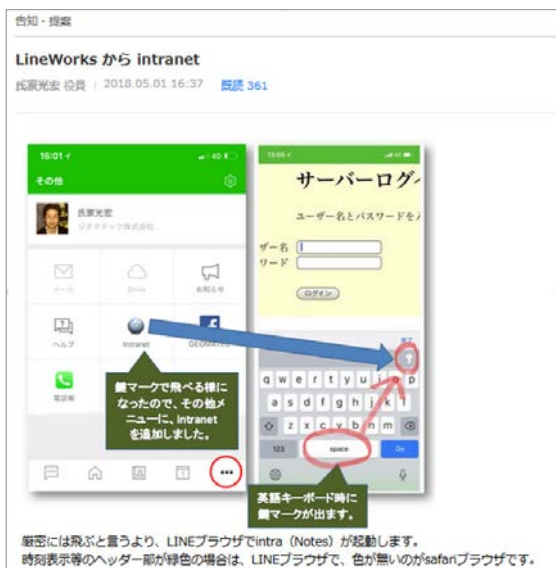 告知・提案
LineWorks から intranet
氏家光宏 役員 | 2018.05.01 16:37 既読 361
16:01
40
その他
氏家光宏
ジオマテック株式会社
メール
Drive
お知らせ
ヘルプ
Intranet
GEOMATEC
電話帳
鍵マークで飛べる様に
なったので、その他メ
ニューに、intranet
を追加しました。
サーバーログイ
ユーザー名とパスワードを入
ザー名
ワード
ログイン
完了
q w e r t y u i o p
a s d f g h j k l
z x c v b n m
123
space
Go
英語キーボード時に
鍵マークが出ます。
厳密には飛ぶと言うより、LINEブラウザでintra（Notes）が起動します。
時刻表示等のヘッダー部が緑色の場合は、LINEブラウザで、色が無いのがsafariブラウザです。